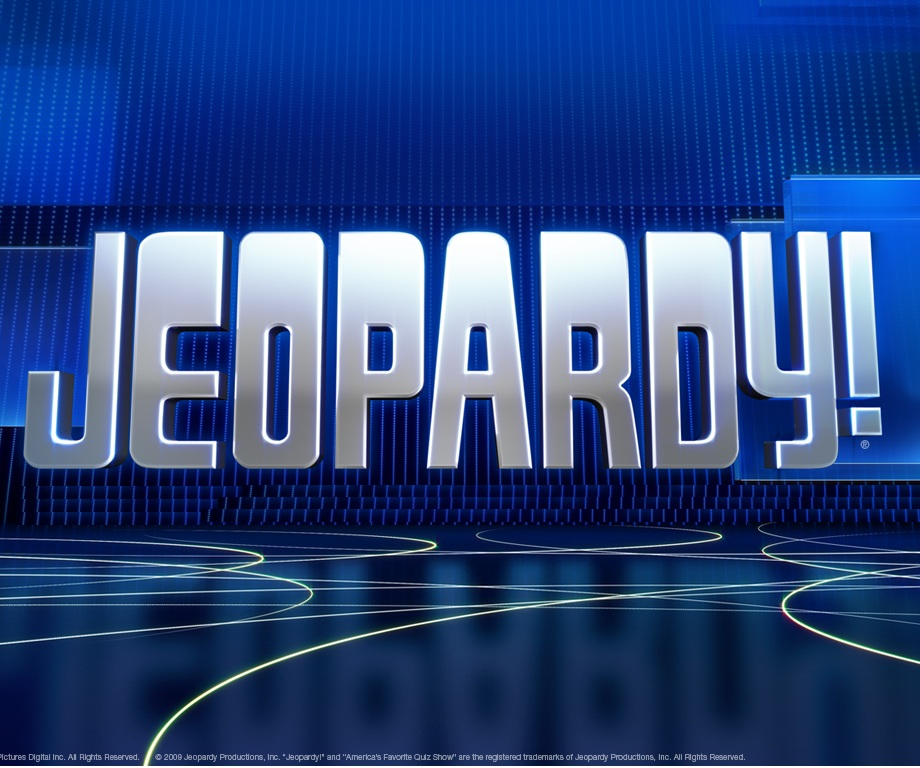 JEOPARDY!
®
Pictures Digital Inc. All Rights Reserved. © 2009 Jeopardy Productions, Inc. "Jeopardy!" and "America's Favorite Quiz Show" are the registered trademarks of Jeopardy Productions, Inc. All Rights Reserved.